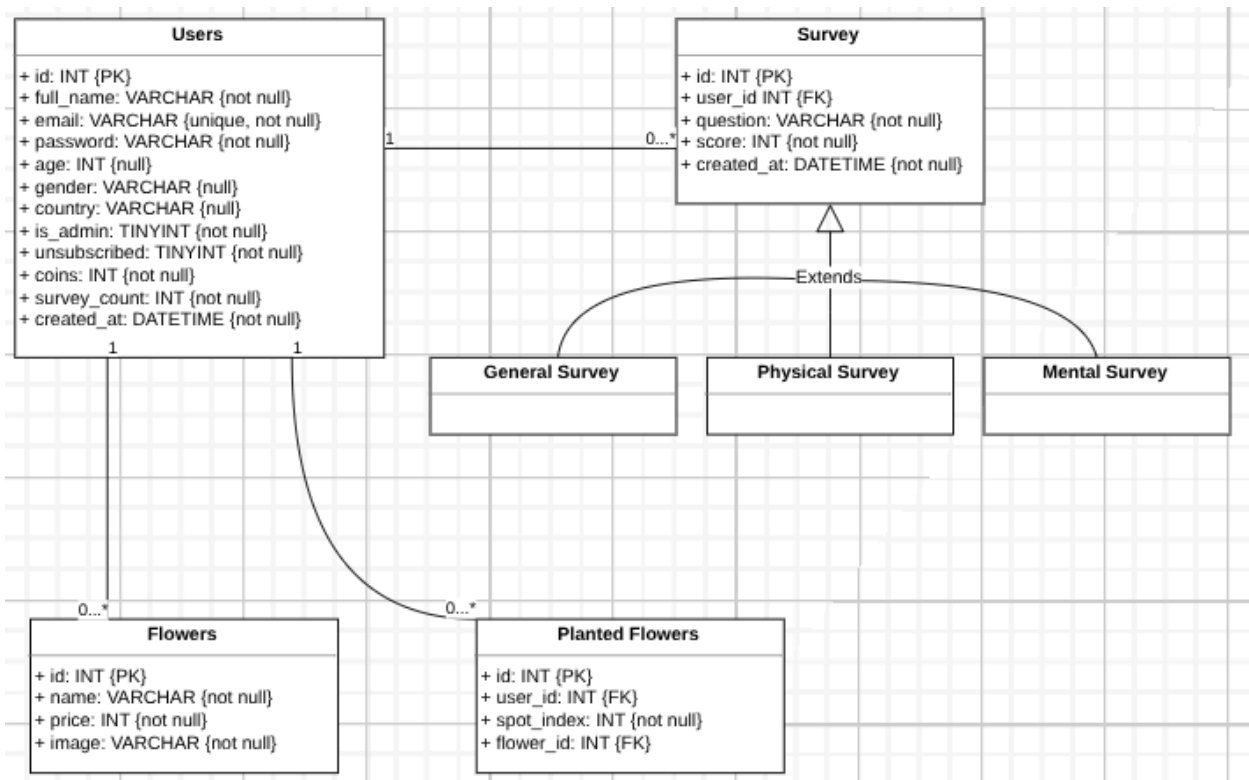 Users
+ id: INT {PK}
+ full_name: VARCHAR {not null}
+ email: VARCHAR {unique, not null}
+ password: VARCHAR {not null}
+ age: INT {null}
+ gender: VARCHAR {null}
+ country: VARCHAR {null}
+ is_admin: TINYINT {not null}
+ unsubscribed: TINYINT {not null}
+ coins: INT {not null}
+ survey_count: INT {not null}
+ created_at: DATETIME {not null}
1
0...*
Survey
+ id: INT {PK}
+ user_id INT {FK}
+ question: VARCHAR {not null}
+ score: INT {not null}
+ created_at: DATETIME {not null}
Extends
General Survey
Physical Survey
Mental Survey
1
1
0...*
0...*
Flowers
+ id: INT {PK}
+ name: VARCHAR {not null}
+ price: INT {not null}
+ image: VARCHAR {not null}
Planted Flowers
+ id: INT {PK}
+ user_id: INT {FK}
+ spot_index: INT {not null}
+ flower_id: INT {FK}